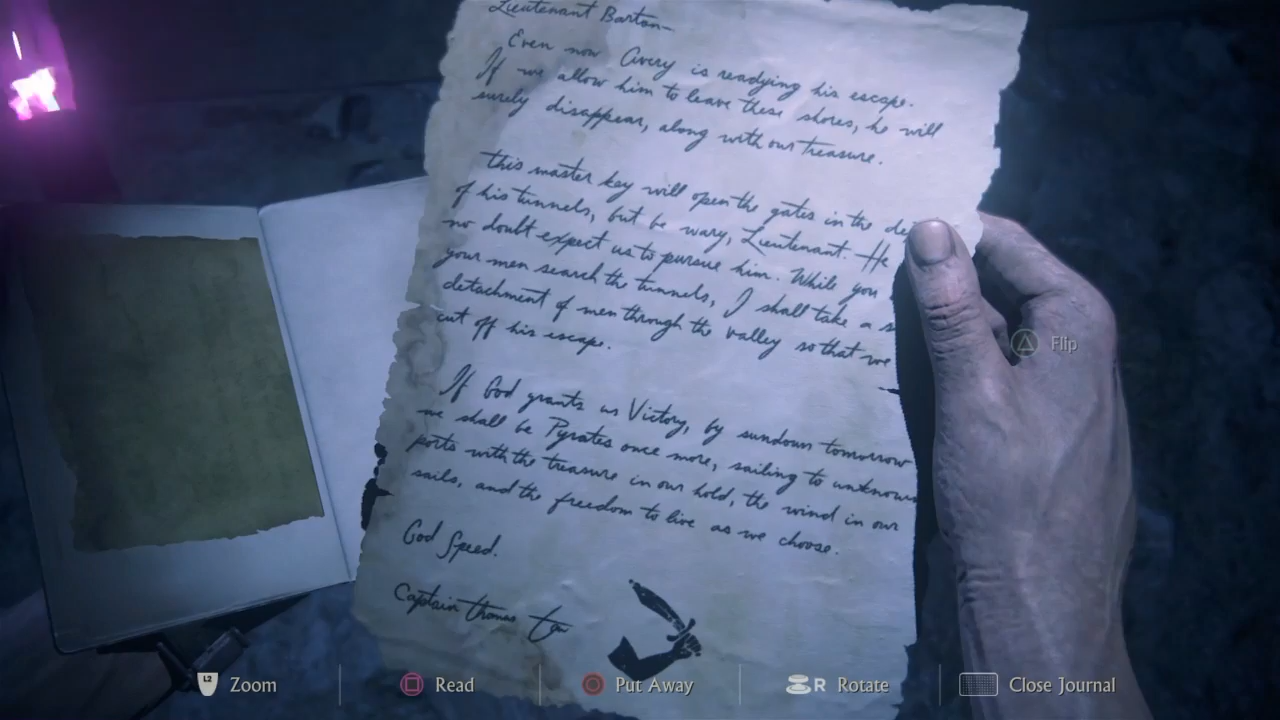 Lieutenant Barton-
Even now Avery is readying his escape.
If we allow him to leave these shores, he will
surely disappear, along with our treasure.
this master key will open the gates in the de
of his tunnels, but be wary, Lieutenant. He
no doubt expect us to pursue him. While you
your men search the tunnels, I shall take a s
detachment of men through the valley so that we
cut off his escape.
If God grants us Victory, by sundown tomorrow
we shall be Pyrates once more, sailing to unknown
ports with the treasure in our hold, the wind in our
sails, and the freedom to live as we choose.
God Speed.
Captain Thomas Tew
Flip
L2 Zoom
Read
Put Away
R Rotate
Close Journal